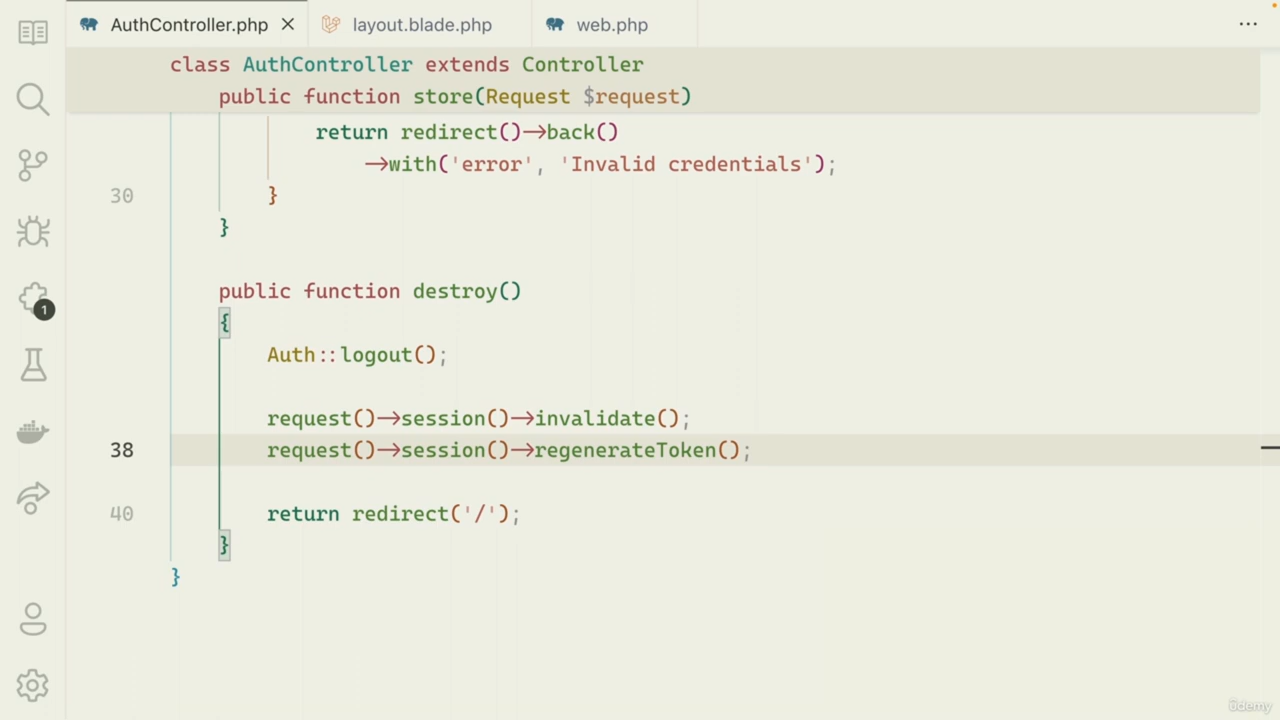 AuthController.php
layout.blade.php
web.php
class AuthController extends Controller
public function store(Request $request)
return redirect()->back()
->with('error', 'Invalid credentials');
30 }
}
public function destroy()
{
Auth::logout();
request()->session()->invalidate();
38 request()->session()->regenerateToken();
40 return redirect('/');
}
}
1
ûdemy